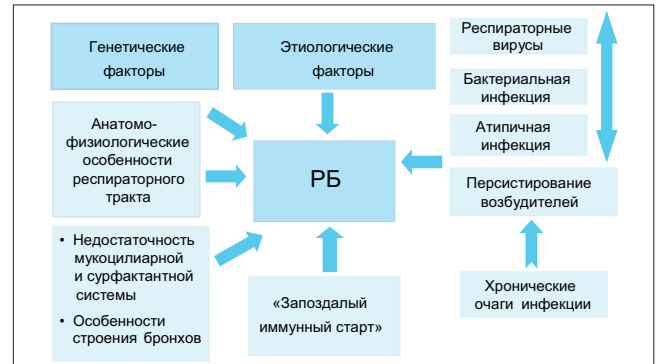 Генетические
факторы
Этиологические
факторы
Респираторные
вирусы
Бактериальная
инфекция
Атипичная
инфекция
Анатомо-
физиологические
особенности
респираторного
тракта
РБ
Персистирование
возбудителей
• Недостаточность
мукоцилиарной
и сурфактантной
системы
• Особенности
строения бронхов
«Запоздалый
иммунный старт»
Хронические
очаги инфекции